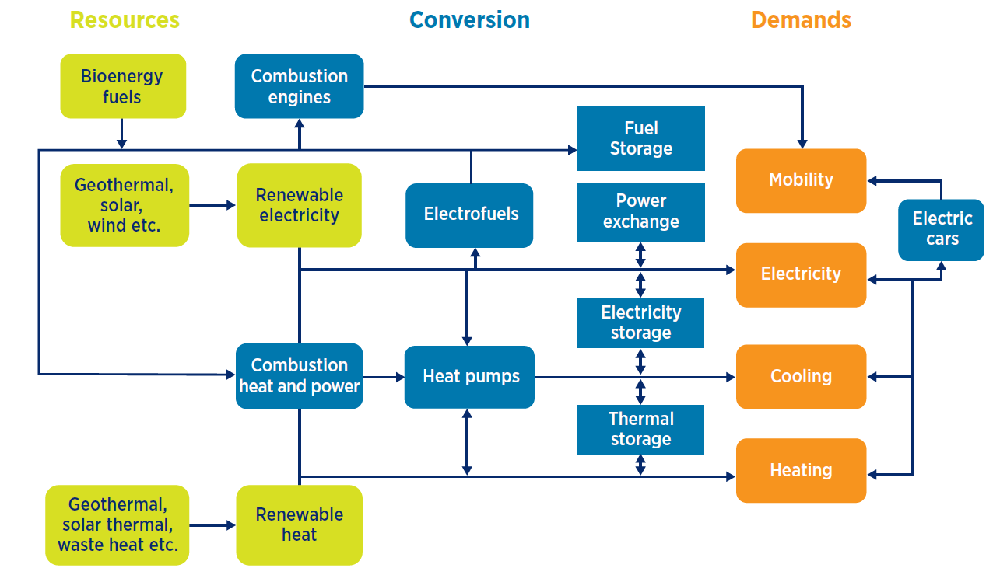 Resources
Conversion
Demands
Bioenergy
fuels
Combustion
engines
Fuel
Storage
Geothermal,
solar,
wind etc.
Renewable
electricity
Electrofuels
Power
exchange
Mobility
Electric
cars
Electricity
Electricity
storage
Combustion
heat and power
Heat pumps
Cooling
Thermal
storage
Heating
Geothermal,
solar thermal,
waste heat etc.
Renewable
heat